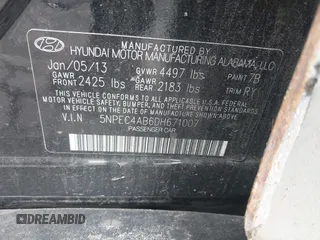 MANUFACTURED BY
HYUNDAI MOTOR MANUFACTURING ALABAMA, LLC
Jan/05/13 GVWR 4497 lbs PAINT 7B
GAWR FRONT 2425 lbs GAWR REAR 2183 lbs TRIM RY
THIS VEHICLE CONFORMS TO ALL APPLICABLE U.S.A. FEDERAL
MOTOR VEHICLE SAFETY, BUMPER, AND THEFT PREVENTION STANDARDS
IN EFFECT ON THE DATE OF MANUFACTURE SHOWN ABOVE.
V.I.N 5NPEC4AB6DH671007
PASSENGER CAR
DREAMBID